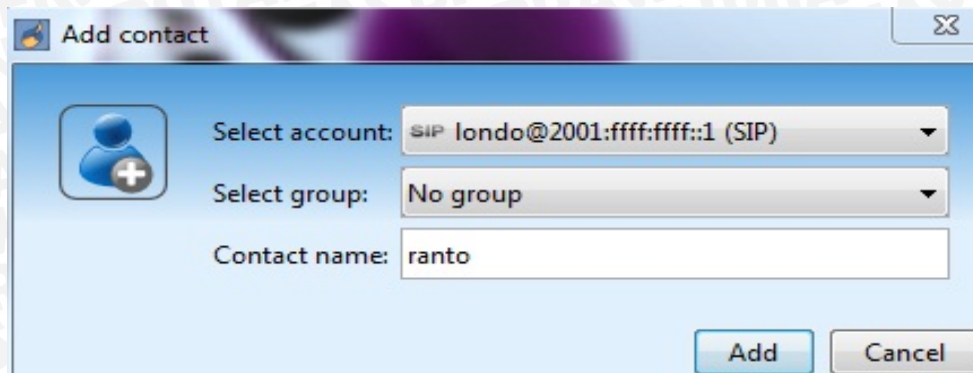 Add contact
Select account: SIP londo@2001:ffff:ffff::1 (SIP)
Select group: No group
Contact name: ranto
Add Cancel